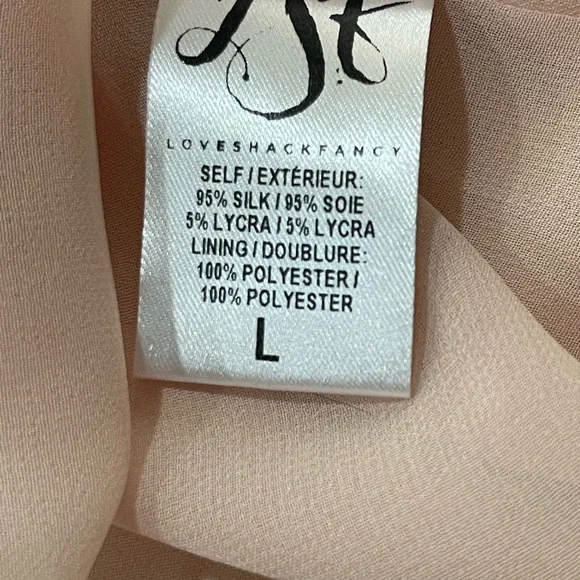 LOVESHACKFANCY
SELF / EXTÉRIEUR:
95% SILK / 95% SOIE
5% LYCRA / 5% LYCRA
LINING / DOUBLURE:
100% POLYESTER /
100% POLYESTER
L